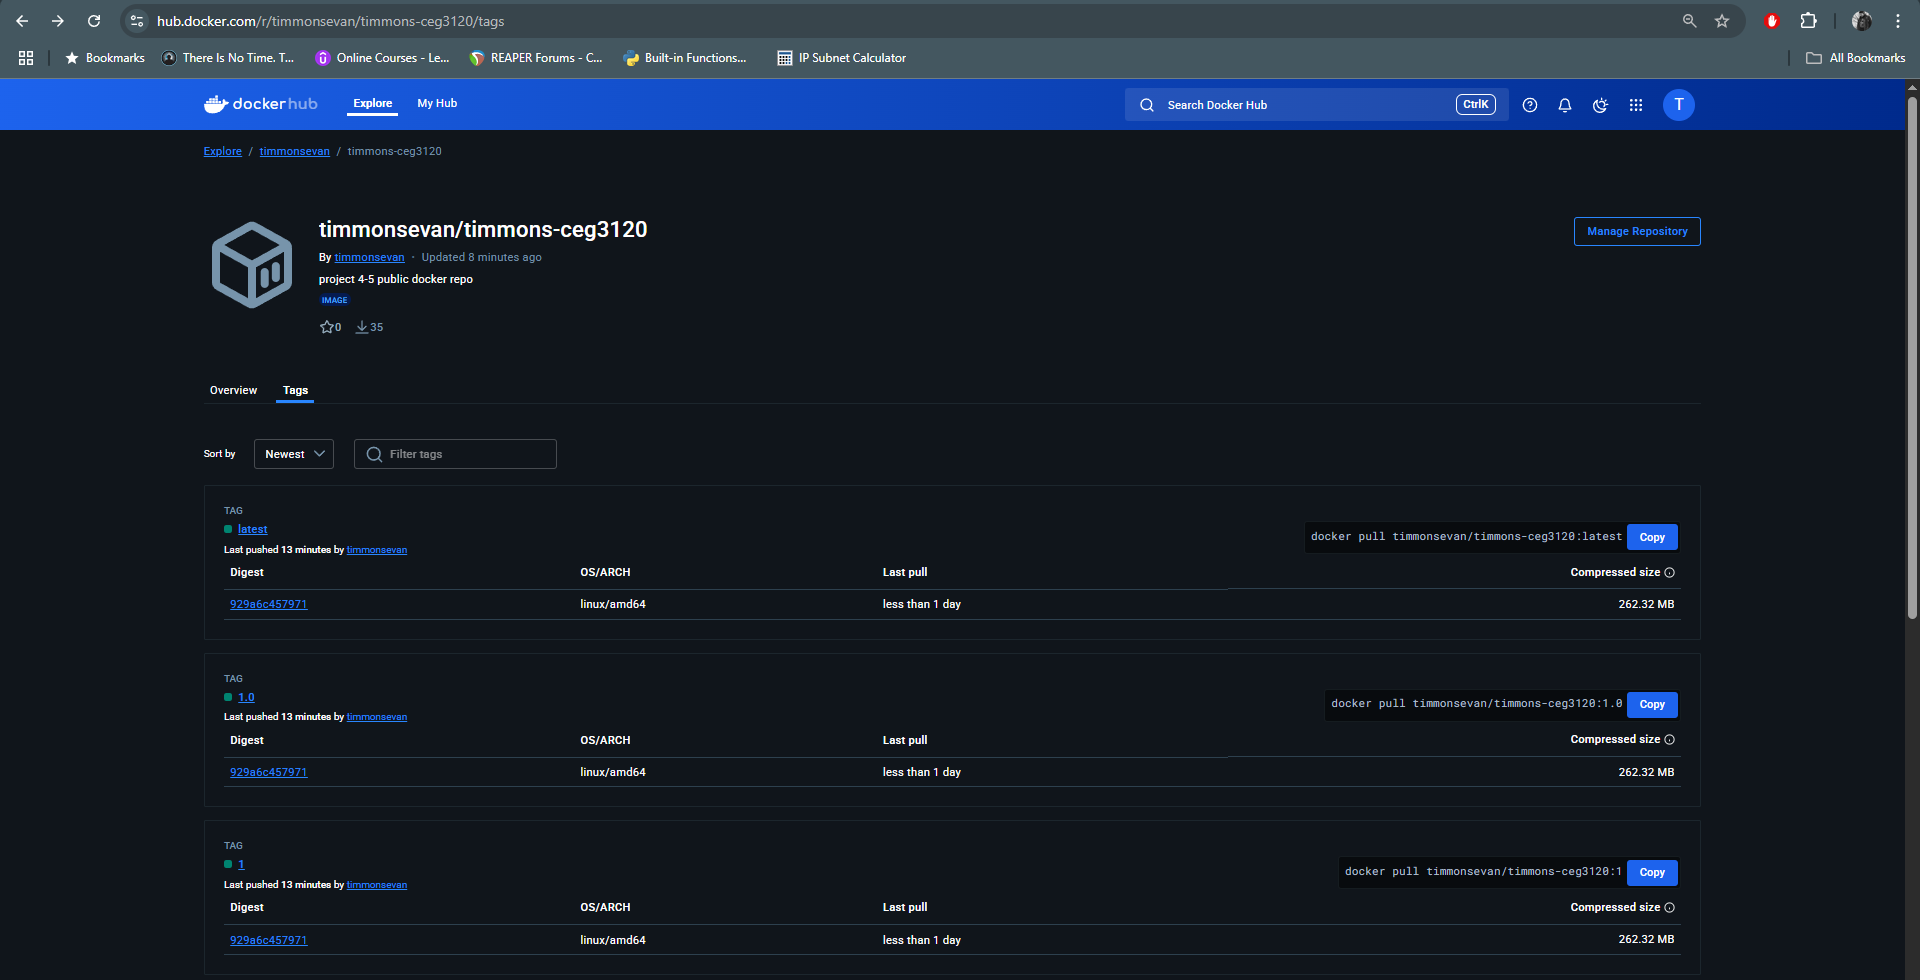 hub.docker.com/r/timmonsevan/timmons-ceg3120/tags
Bookmarks There Is No Time. T... Online Courses - Le... REAPER Forums - C... Built-in Functions... IP Subnet Calculator All Bookmarks
dockerhub Explore My Hub Search Docker Hub CtrlK T
Explore / timmonsevan / timmons-ceg3120
timmonsevan/timmons-ceg3120
Manage Repository
By timmonsevan · Updated 8 minutes ago
project 4-5 public docker repo
IMAGE
0 35
Overview Tags
Sort by Newest Filter tags
TAG
latest
docker pull timmonsevan/timmons-ceg3120:latest Copy
Last pushed 13 minutes by timmonsevan
Digest OS/ARCH Last pull Compressed size
929a6c457971 linux/amd64 less than 1 day 262.32 MB
TAG
1.0
docker pull timmonsevan/timmons-ceg3120:1.0 Copy
Last pushed 13 minutes by timmonsevan
Digest OS/ARCH Last pull Compressed size
929a6c457971 linux/amd64 less than 1 day 262.32 MB
TAG
1
docker pull timmonsevan/timmons-ceg3120:1 Copy
Last pushed 13 minutes by timmonsevan
Digest OS/ARCH Last pull Compressed size
929a6c457971 linux/amd64 less than 1 day 262.32 MB